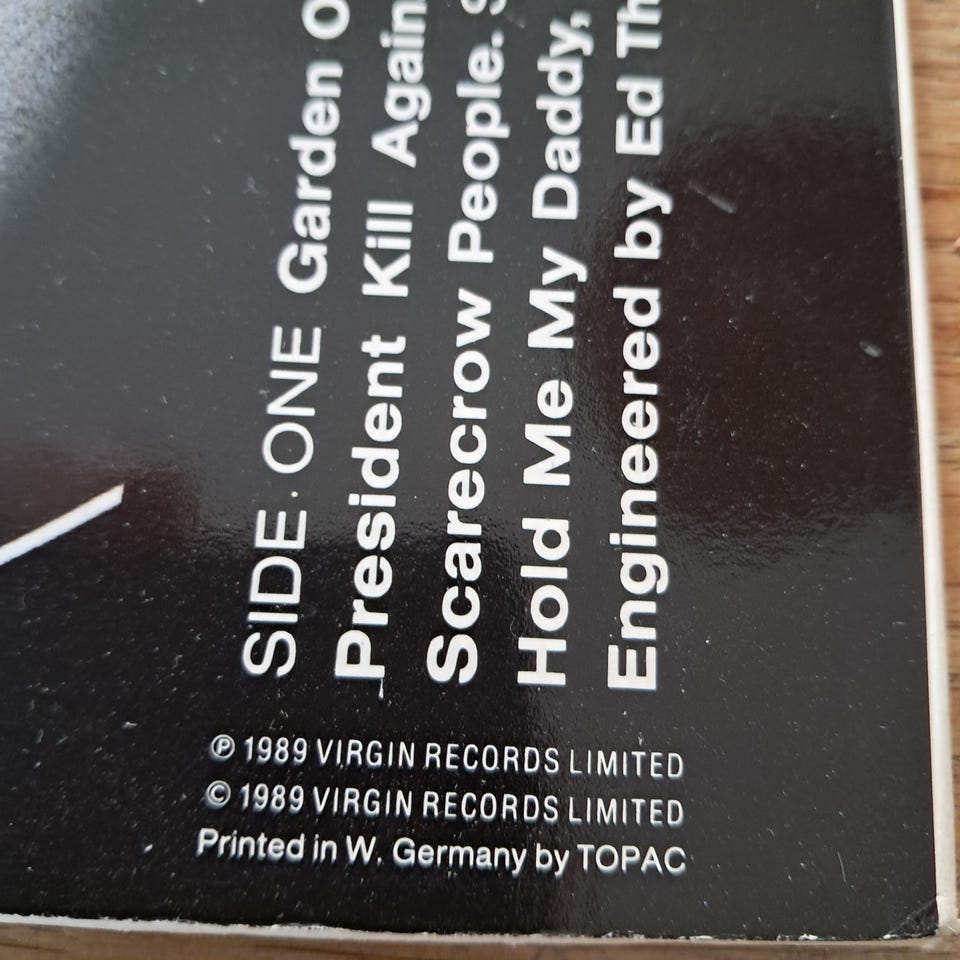 SIDE ONE Garden O
President Kill Again
Scarecrow People.
Hold Me My Daddy,
Engineered by Ed Th
℗ 1989 VIRGIN RECORDS LIMITED
© 1989 VIRGIN RECORDS LIMITED
Printed in W. Germany by TOPAC